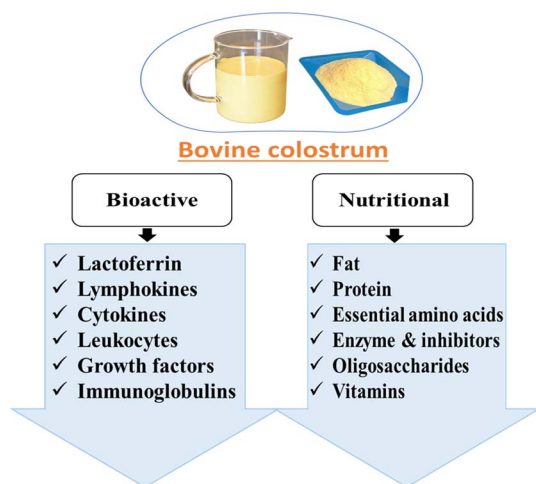 Bovine colostrum
Bioactive
✓ Lactoferrin
✓ Lymphokines
✓ Cytokines
✓ Leukocytes
✓ Growth factors
✓ Immunoglobulins
Nutritional
✓ Fat
✓ Protein
✓ Essential amino acids
✓ Enzyme & inhibitors
✓ Oligosaccharides
✓ Vitamins